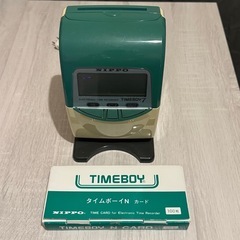 NIPPO
TIMEBOY
TIMEBOY
タイムボーイN カード
NIPPO TIME CARD for Electronic Time Recorder
100枚
TIMEBOY N CARD